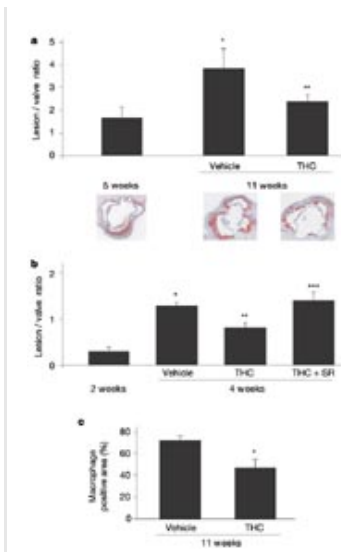 a
5
4
3
2
1
0
Lesion / valve ratio
*
**
Vehicle THC
5 weeks 11 weeks
b
2
1
0
Lesion / valve ratio
*
**
***
Vehicle THC THC + SR
2 weeks 4 weeks
c
80
60
40
20
0
Macrophage
positive area (%)
*
Vehicle THC
11 weeks